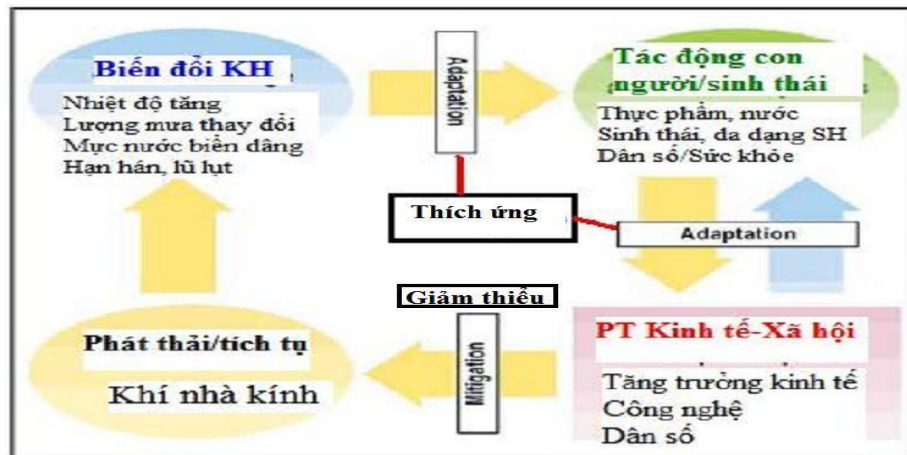 Biến đổi KH
Nhiệt độ tăng
Lượng mưa thay đổi
Mực nước biển dâng
Hạn hán, lũ lụt
Adaptation
Tác động con
người/sinh thái
Thực phẩm, nước
Sinh thái, đa dạng SH
Dân số/Sức khỏe
Thích ứng
Adaptation
Giảm thiểu
Mitigation
Phát thải/tích tụ
Khí nhà kính
PT Kinh tế-Xã hội
Tăng trưởng kinh tế
Công nghệ
Dân số